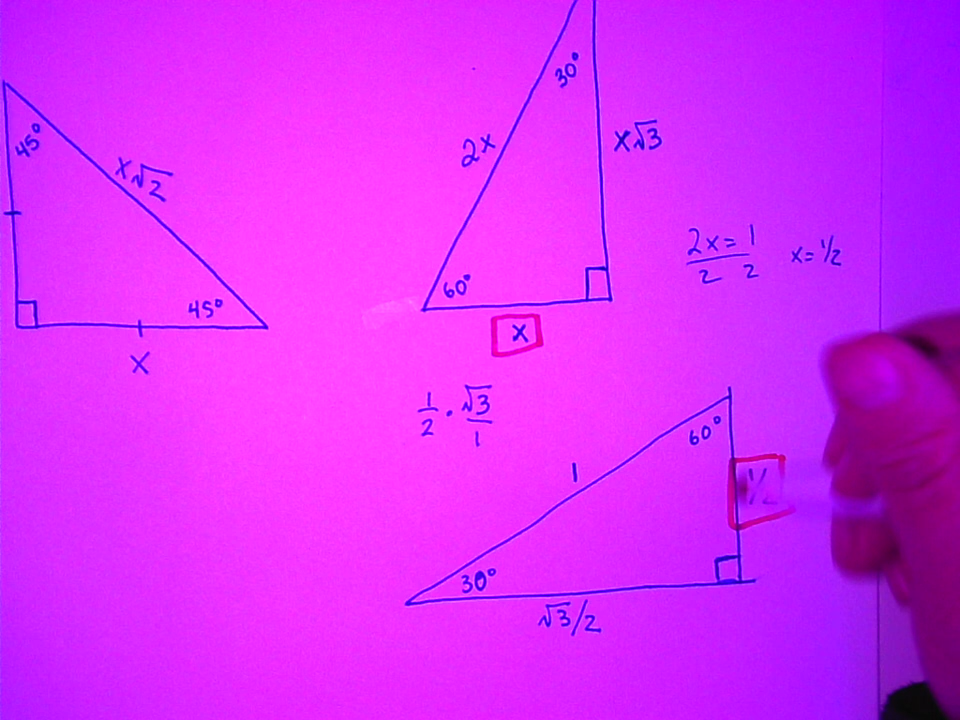 45°
x√2
45°
x
30°
2x
x√3
60°
x
2x = 1
2 2
x = 1/2
1/2 · √3/1
60°
1
1/2
30°
√3/2